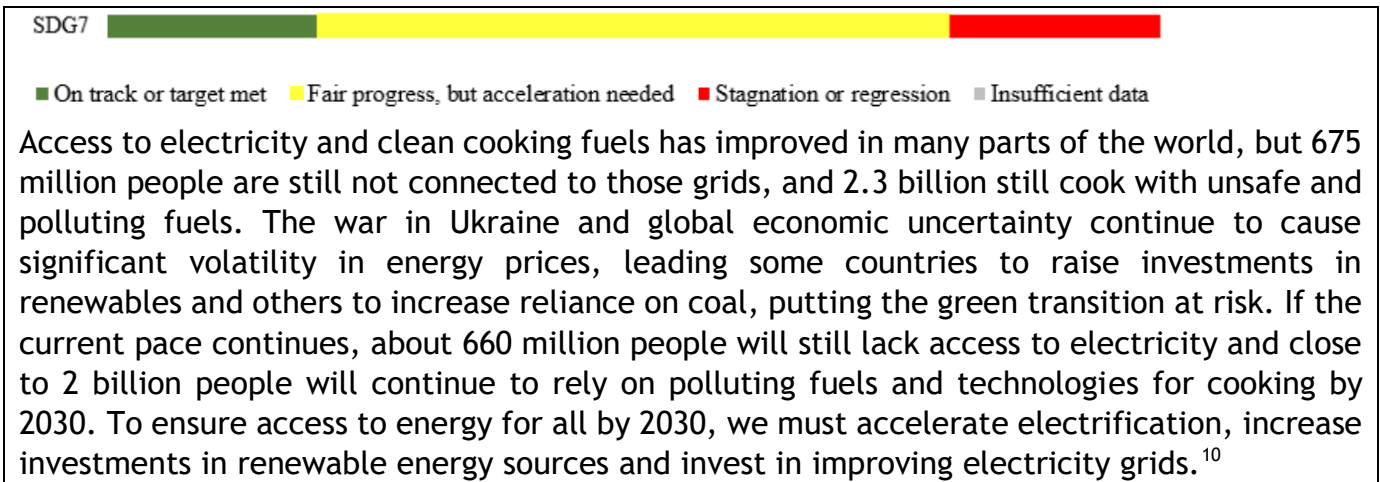 SDG7
On track or target met Fair progress, but acceleration needed Stagnation or regression Insufficient data
Access to electricity and clean cooking fuels has improved in many parts of the world, but 675
million people are still not connected to those grids, and 2.3 billion still cook with unsafe and
polluting fuels. The war in Ukraine and global economic uncertainty continue to cause
significant volatility in energy prices, leading some countries to raise investments in
renewables and others to increase reliance on coal, putting the green transition at risk. If the
current pace continues, about 660 million people will still lack access to electricity and close
to 2 billion people will continue to rely on polluting fuels and technologies for cooking by
2030. To ensure access to energy for all by 2030, we must accelerate electrification, increase
investments in renewable energy sources and invest in improving electricity grids.10